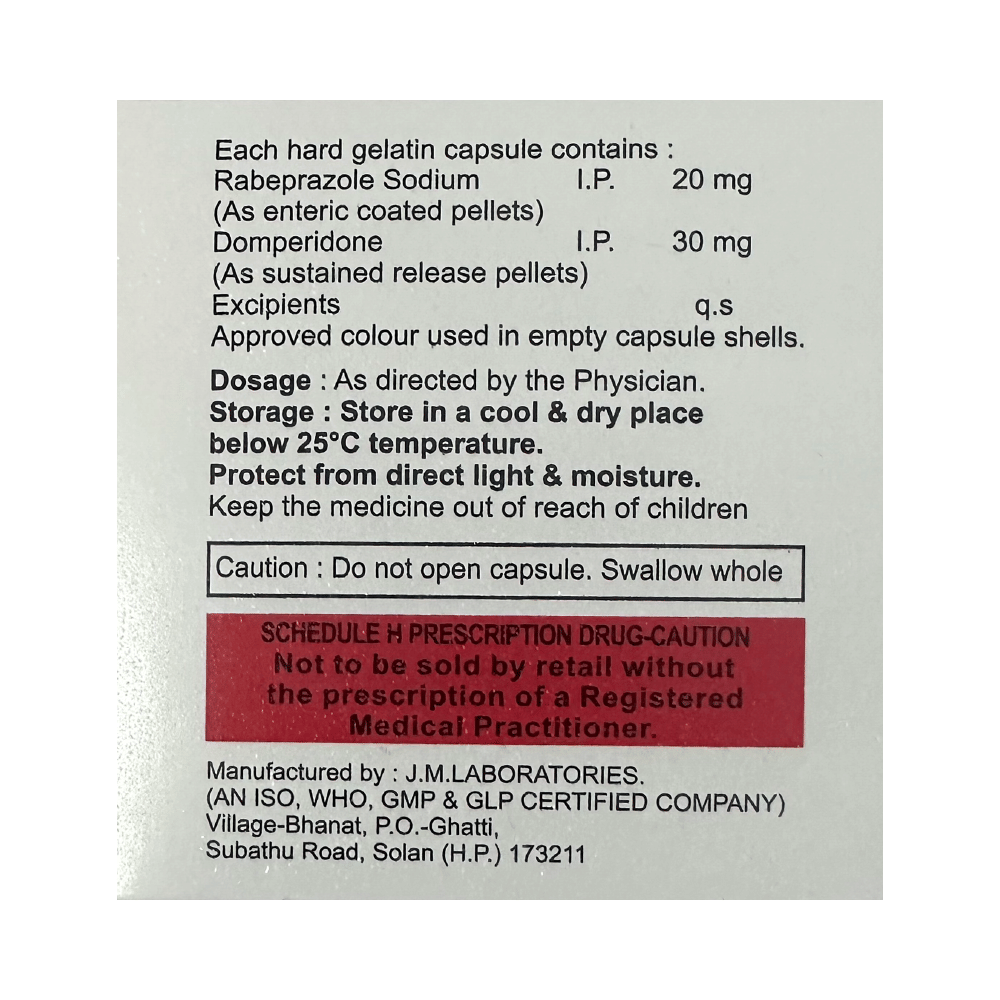 Each hard gelatin capsule contains :
Rabeprazole Sodium I.P. 20 mg
(As enteric coated pellets)
Domperidone I.P. 30 mg
(As sustained release pellets)
Excipients q.s
Approved colour used in empty capsule shells.
Dosage : As directed by the Physician.
Storage : Store in a cool & dry place
below 25°C temperature.
Protect from direct light & moisture.
Keep the medicine out of reach of children
Caution : Do not open capsule. Swallow whole
SCHEDULE H PRESCRIPTION DRUG-CAUTION
Not to be sold by retail without
the prescription of a Registered
Medical Practitioner.
Manufactured by : J.M.LABORATORIES.
(AN ISO, WHO, GMP & GLP CERTIFIED COMPANY)
Village-Bhanat, P.O.-Ghatti,
Subathu Road, Solan (H.P.) 173211